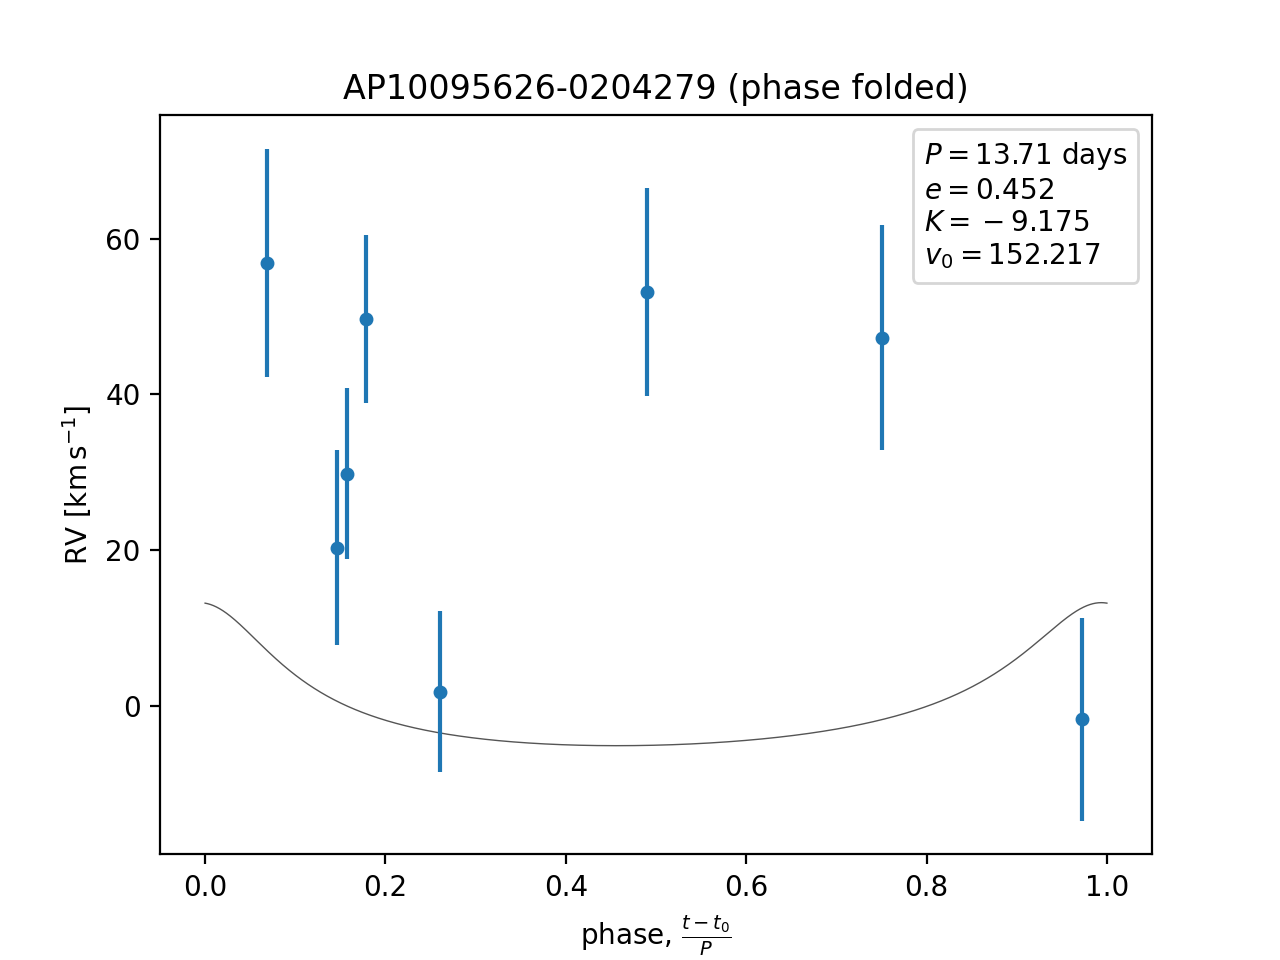 AP10095626-0204279 (phase folded)
P = 13.71 days
e = 0.452
K = −9.175
v₀ = 152.217
60
40
20
0
RV [km s⁻¹]
0.0 0.2 0.4 0.6 0.8 1.0
phase, (t − t₀)/P